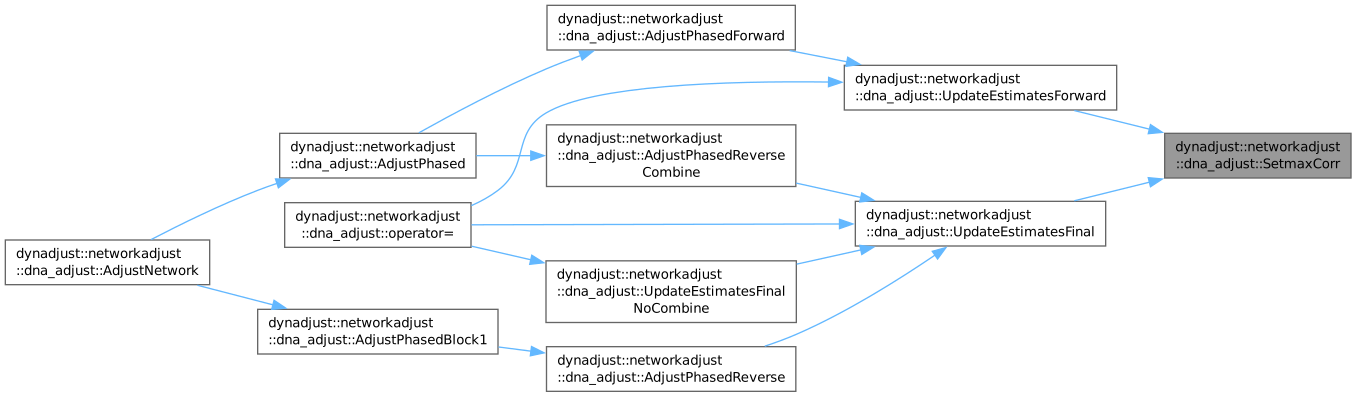 dynadjust::networkadjust
::dna_adjust::AdjustPhasedForward
dynadjust::networkadjust
::dna_adjust::UpdateEstimatesForward
dynadjust::networkadjust
::dna_adjust::AdjustPhased
dynadjust::networkadjust
::dna_adjust::AdjustPhasedReverse
Combine
dynadjust::networkadjust
::dna_adjust::SetmaxCorr
dynadjust::networkadjust
::dna_adjust::operator=
dynadjust::networkadjust
::dna_adjust::UpdateEstimatesFinal
dynadjust::networkadjust
::dna_adjust::AdjustNetwork
dynadjust::networkadjust
::dna_adjust::UpdateEstimatesFinal
NoCombine
dynadjust::networkadjust
::dna_adjust::AdjustPhasedBlock1
dynadjust::networkadjust
::dna_adjust::AdjustPhasedReverse